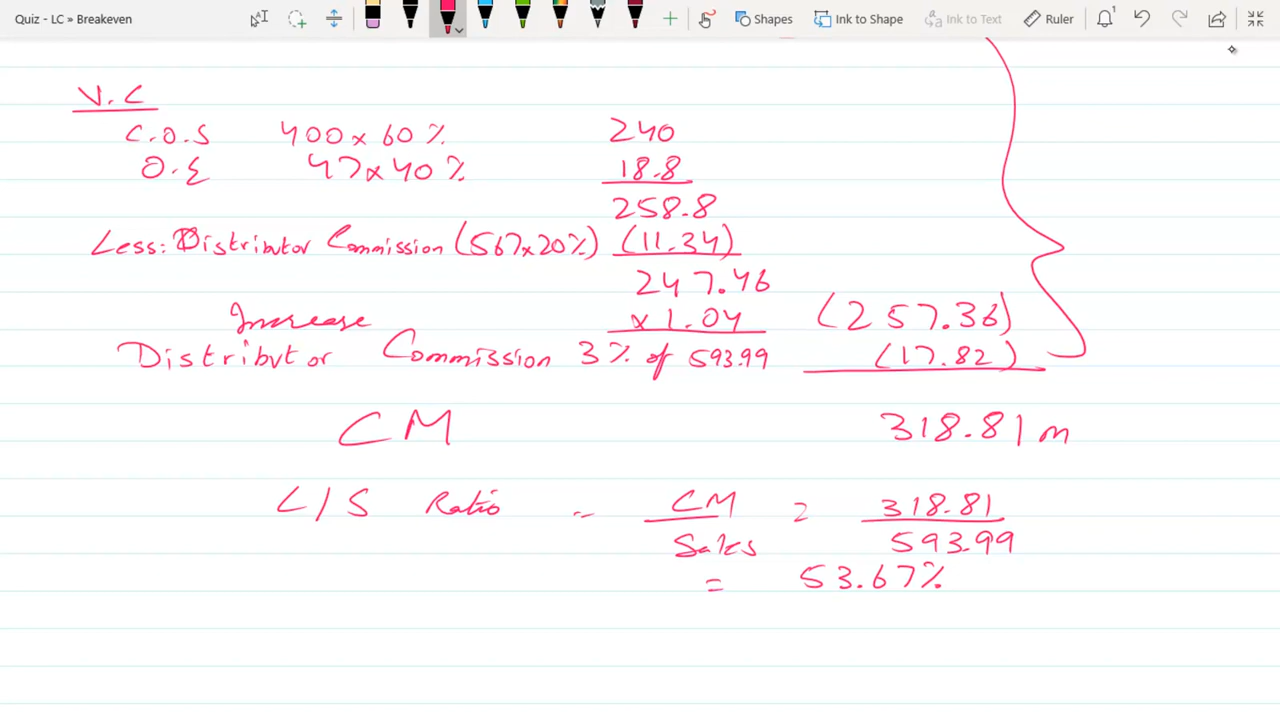 Quiz - LC » Breakeven
Shapes Ink to Shape Ink to Text Ruler 1
V.C
C.O.S 400 x 60 % 240
O.E 47 x 40 % 18.8
258.8
Less: Distributor Commission (567x20%) (11.34)
247.46
Increase x 1.04 (257.36)
Distributor Commission 3 % of 593.99 (17.82)
CM 318.81 m
C/S Ratio = CM = 318.81
Sales 593.99
= 53.67%